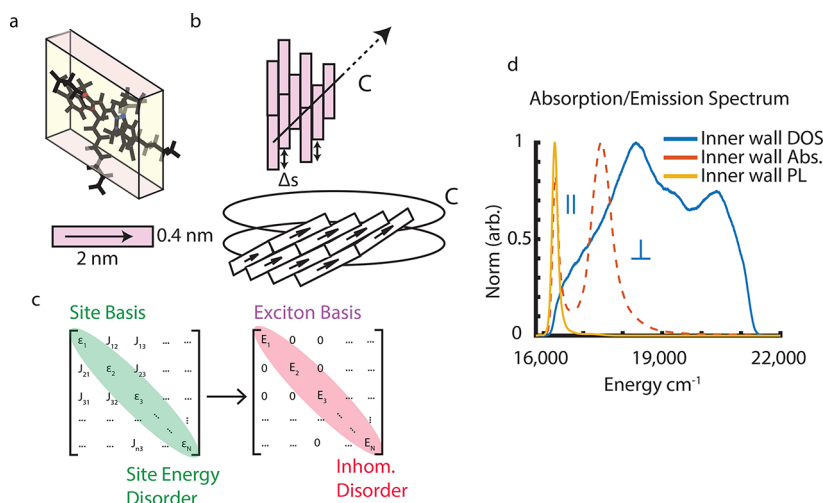 a
b
C
Δs
C
0.4 nm
2 nm
c
Site Basis
Exciton Basis
ε1 J12 J13 ... ...
J21 ε2 J23 ... ...
J31 J32 ε3 ... ...
... ... ... ... ...
... ... Jn3 ... εN
E1 0 0 ... ...
0 E2 0 ... ...
0 0 E3 ... ...
... ... ... ... ...
... ... 0 ... EN
Site Energy
Disorder
Inhom.
Disorder
d
Absorption/Emission Spectrum
Inner wall DOS
Inner wall Abs.
Inner wall PL
||
⊥
1
0.5
0
Norm (arb.)
16,000 19,000 22,000
Energy cm-1